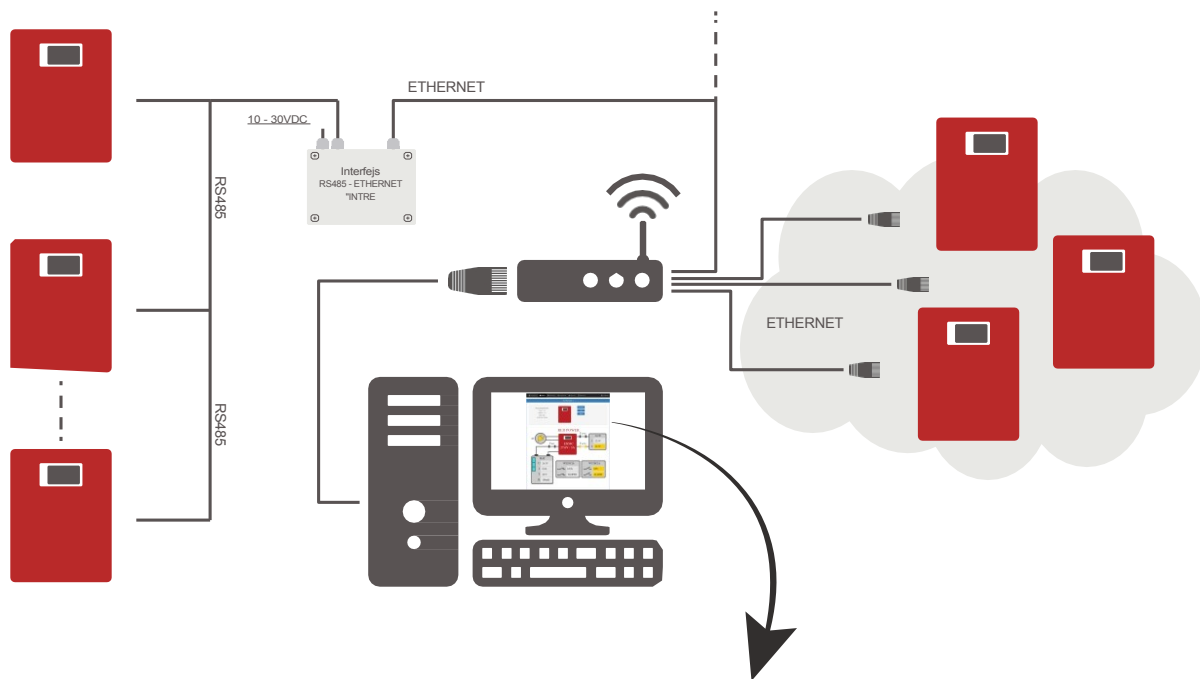 ETHERNET
10 - 30VDC
Interfejs
RS485 - ETHERNET
"INTRE
RS485
ETHERNET
RS485